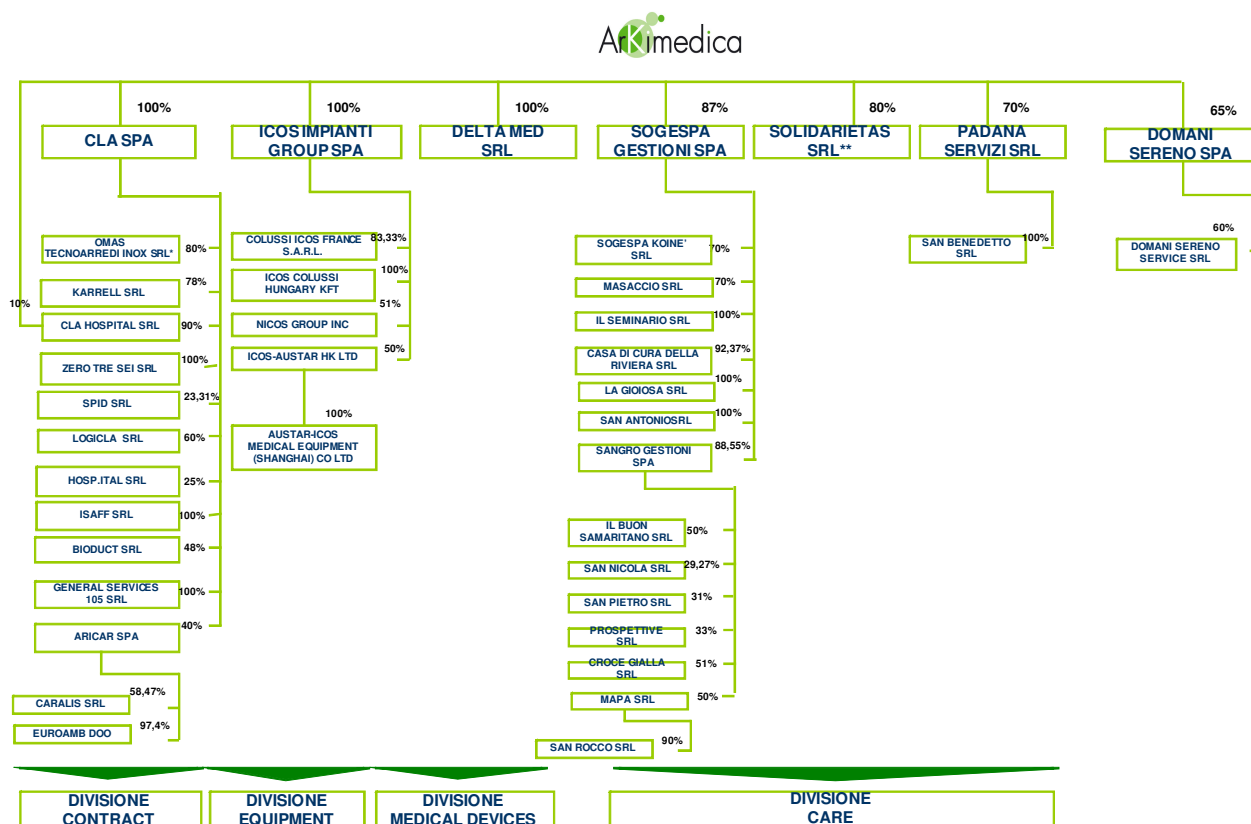 ArKimedica
100%
100%
100%
87%
80%
70%
65%
CLA SPA
ICOS IMPIANTI
GROUP SPA
DELTA MED
SRL
SOGESPA
GESTIONI SPA
SOLIDARIETAS
SRL**
PADANA
SERVIZI SRL
DOMANI
SERENO SPA
10%
OMAS
TECNOARREDI INOX SRL*
80%
KARRELL SRL
78%
CLA HOSPITAL SRL
90%
ZERO TRE SEI SRL
100%
SPID SRL
23,31%
LOGICLA SRL
60%
HOSP.ITAL SRL
25%
ISAFF SRL
100%
BIODUCT SRL
48%
GENERAL SERVICES
105 SRL
100%
ARICAR SPA
40%
CARALIS SRL
58,47%
EUROAMB DOO
97,4%
COLUSSI ICOS FRANCE
S.A.R.L.
83,33%
ICOS COLUSSI
HUNGARY KFT
100%
NICOS GROUP INC
51%
ICOS-AUSTAR HK LTD
50%
100%
AUSTAR-ICOS
MEDICAL EQUIPMENT
(SHANGHAI) CO LTD
SOGESPA KOINE'
SRL
70%
MASACCIO SRL
70%
IL SEMINARIO SRL
100%
CASA DI CURA DELLA
RIVIERA SRL
92,37%
LA GIOIOSA SRL
100%
SAN ANTONIOSRL
100%
SANGRO GESTIONI
SPA
88,55%
IL BUON
SAMARITANO SRL
50%
SAN NICOLA SRL
29,27%
SAN PIETRO SRL
31%
PROSPETTIVE
SRL
33%
CROCE GIALLA
SRL
51%
MAPA SRL
50%
SAN ROCCO SRL
90%
SAN BENEDETTO
SRL
100%
60%
DOMANI SERENO
SERVICE SRL
DIVISIONE
CONTRACT
DIVISIONE
EQUIPMENT
DIVISIONE
MEDICAL DEVICES
DIVISIONE
CARE